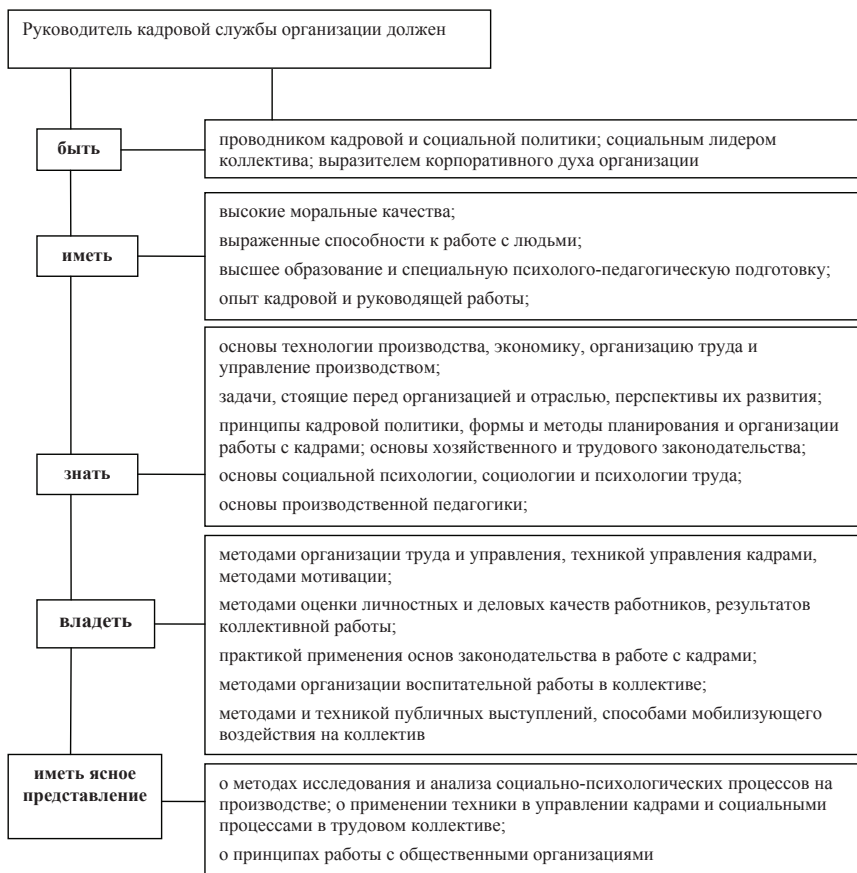 Руководитель кадровой службы организации должен
быть
проводником кадровой и социальной политики; социальным лидером
коллектива; выразителем корпоративного духа организации
иметь
высокие моральные качества;
выраженные способности к работе с людьми;
высшее образование и специальную психолого-педагогическую подготовку;
опыт кадровой и руководящей работы;
знать
основы технологии производства, экономику, организацию труда и
управление производством;
задачи, стоящие перед организацией и отраслью, перспективы их развития;
принципы кадровой политики, формы и методы планирования и организации
работы с кадрами; основы хозяйственного и трудового законодательства;
основы социальной психологии, социологии и психологии труда;
основы производственной педагогики;
владеть
методами организации труда и управления, техникой управления кадрами,
методами мотивации;
методами оценки личностных и деловых качеств работников, результатов
коллективной работы;
практикой применения основ законодательства в работе с кадрами;
методами организации воспитательной работы в коллективе;
методами и техникой публичных выступлений, способами мобилизующего
воздействия на коллектив
иметь ясное
представление
о методах исследования и анализа социально-психологических процессов на
производстве; о применении техники в управлении кадрами и социальными
процессами в трудовом коллективе;
о принципах работы с общественными организациями